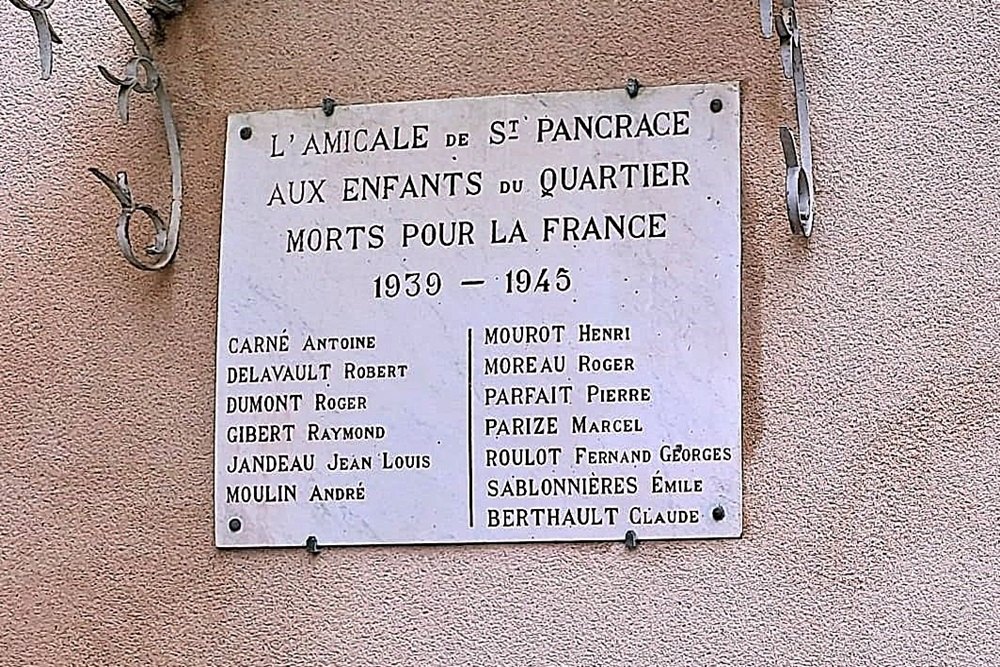 L'AMICALE DE ST PANCRACE
AUX ENFANTS DU QUARTIER
MORTS POUR LA FRANCE
1939 — 1945
CARNÉ ANTOINE
DELAVAULT ROBERT
DUMONT ROGER
GIBERT RAYMOND
JANDEAU JEAN LOUIS
MOULIN ANDRÉ
MOUROT HENRI
MOREAU ROGER
PARFAIT PIERRE
PARIZE MARCEL
ROULOT FERNAND GEORGES
SABLONNIÈRES ÉMILE
BERTHAULT CLAUDE